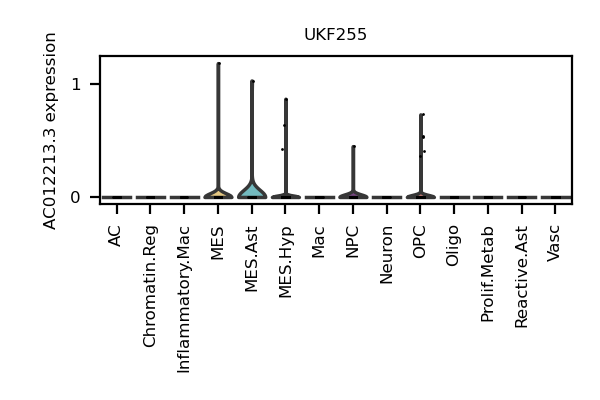 UKF255
AC012213.3 expression
1
0
AC
Chromatin.Reg
Inflammatory.Mac
MES
MES.Ast
MES.Hyp
Mac
NPC
Neuron
OPC
Oligo
Prolif.Metab
Reactive.Ast
Vasc